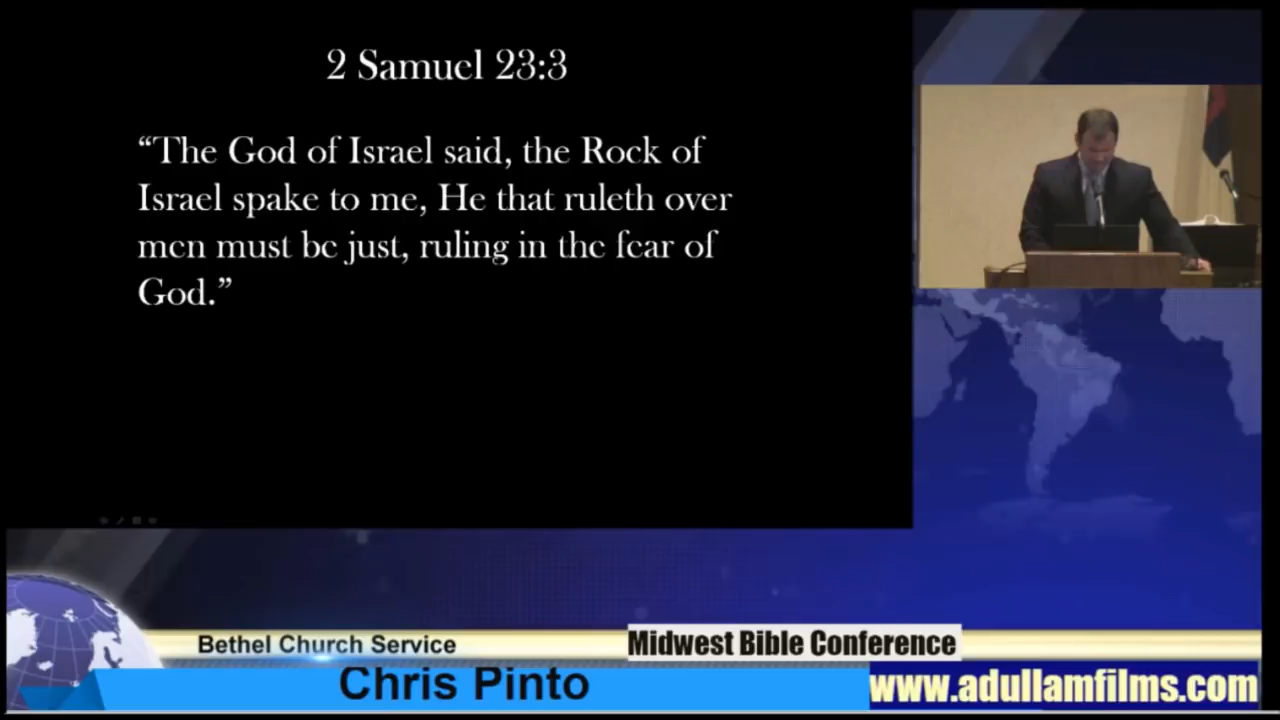 2 Samuel 23:3
“The God of Israel said, the Rock of
Israel spake to me, He that ruleth over
men must be just, ruling in the fear of
God.”
Bethel Church Service
Midwest Bible Conference
Chris Pinto
www.adullamfilms.com